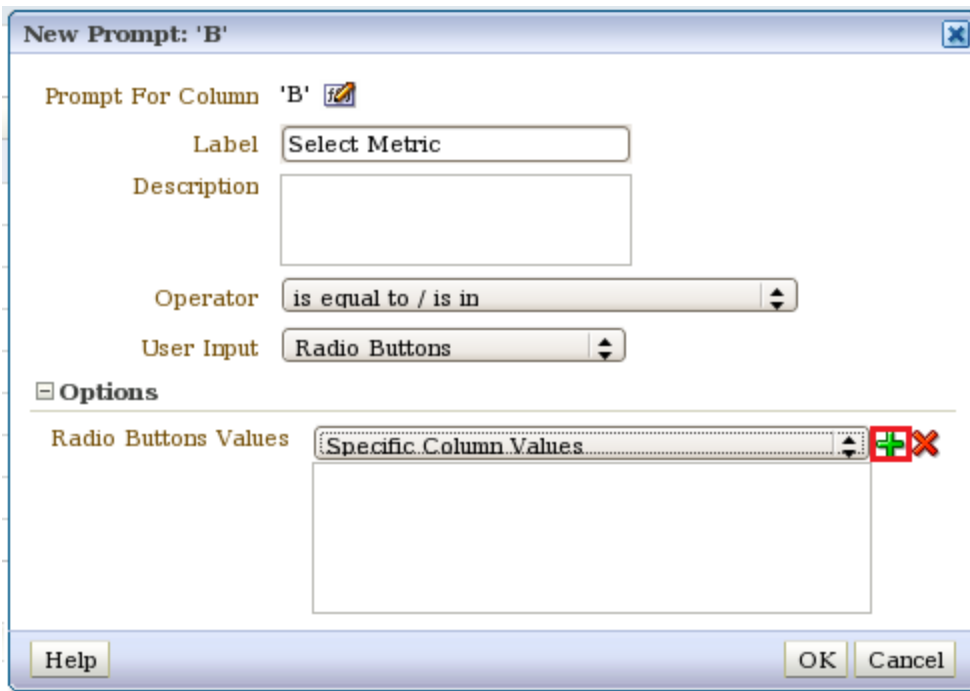 New Prompt: 'B'
Prompt For Column 'B'
Label Select Metric
Description
Operator is equal to / is in
User Input Radio Buttons
Options
Radio Buttons Values Specific Column Values
Help OK Cancel